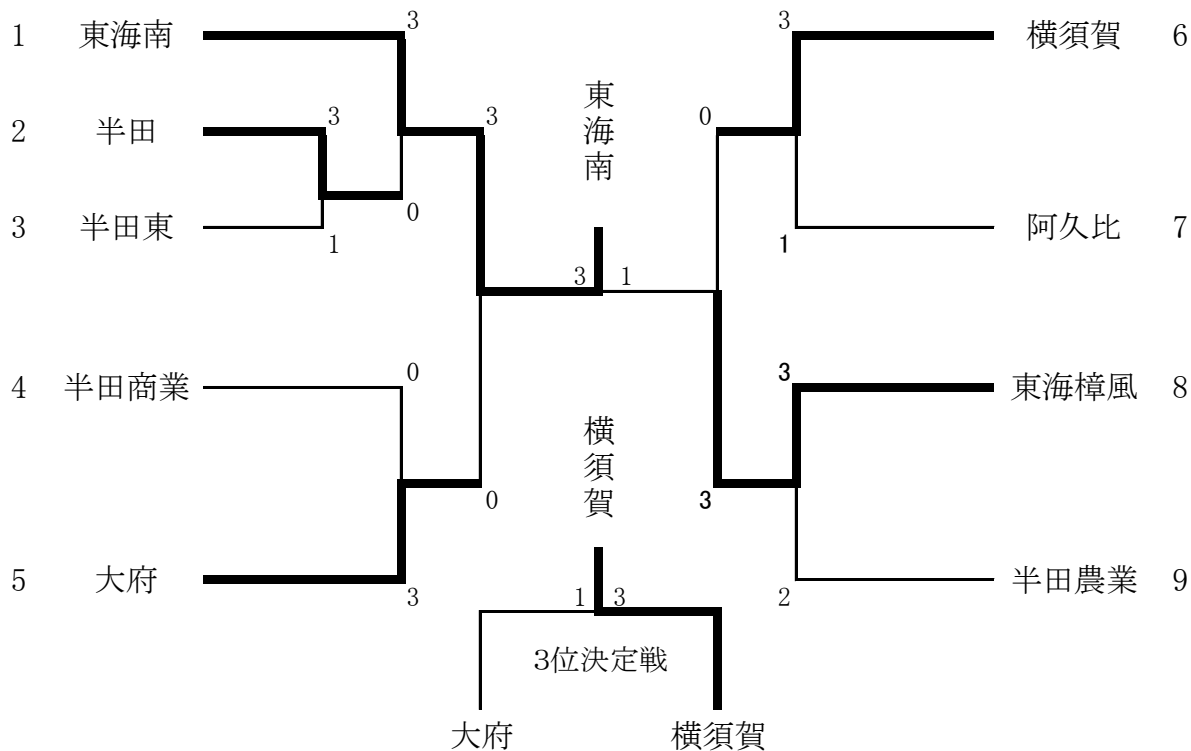 3 3
1 東海南 横須賀 6
東海南
3 3 0
2 半田
0 1
3 半田東 阿久比 7
1
3 1
0 3
4 半田商業 東海樟風 8
横須賀
0 3
5 大府 半田農業 9
3 1 3 2
3位決定戦
大府 横須賀